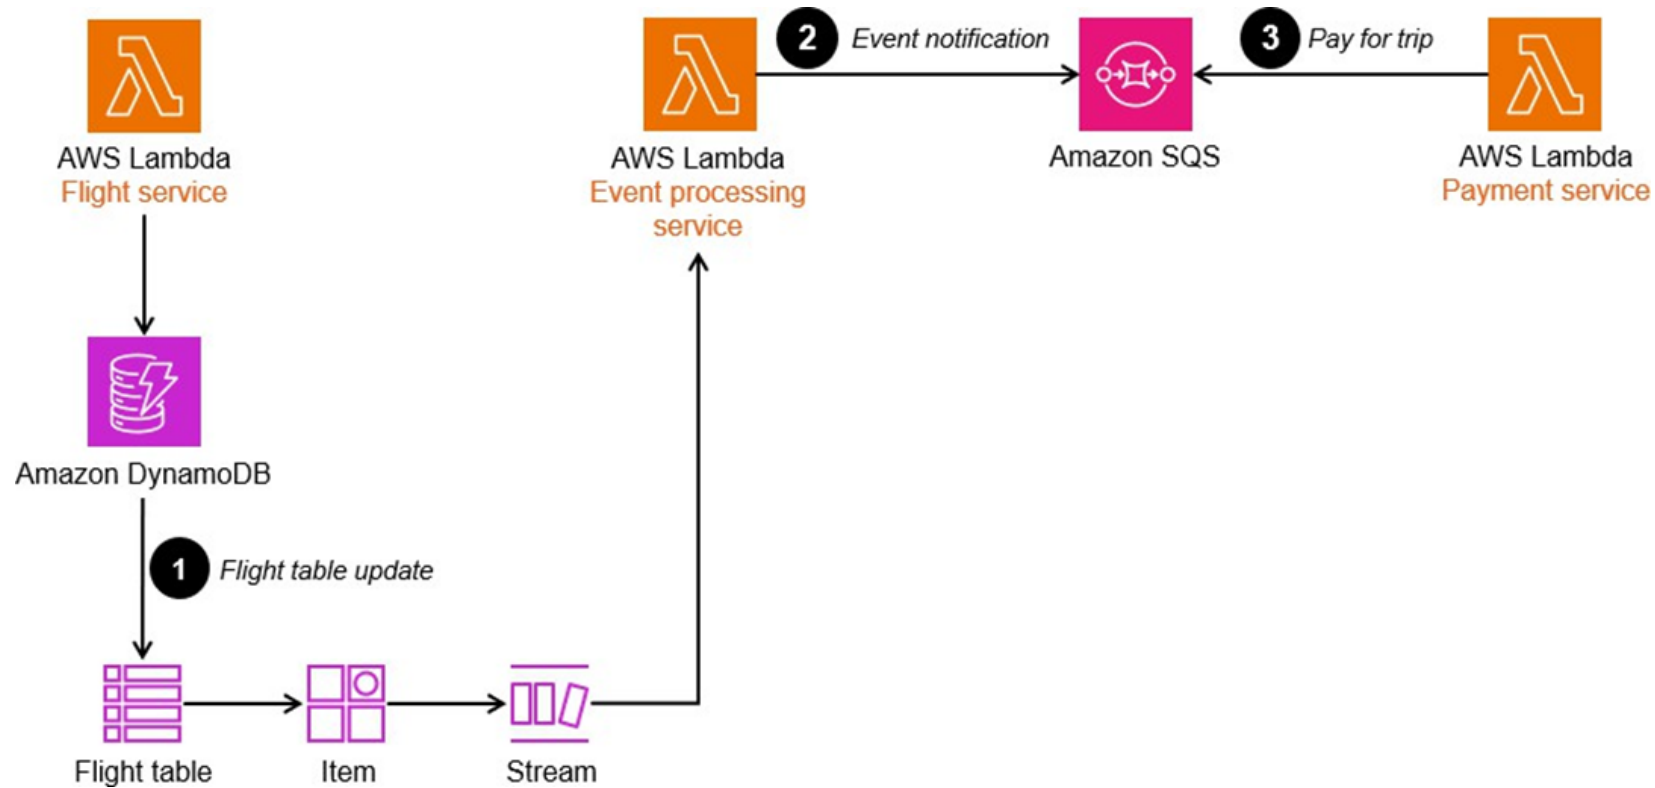 2 Event notification
3 Pay for trip
AWS Lambda
Flight service
AWS Lambda
Event processing
service
Amazon SQS
AWS Lambda
Payment service
Amazon DynamoDB
1 Flight table update
Flight table
Item
Stream